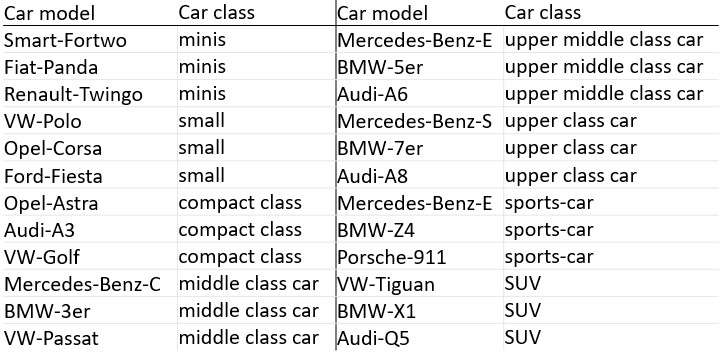 Car model Car class Car model Car class
Smart-Fortwo minis Mercedes-Benz-E upper middle class car
Fiat-Panda minis BMW-5er upper middle class car
Renault-Twingo minis Audi-A6 upper middle class car
VW-Polo small Mercedes-Benz-S upper class car
Opel-Corsa small BMW-7er upper class car
Ford-Fiesta small Audi-A8 upper class car
Opel-Astra compact class Mercedes-Benz-E sports-car
Audi-A3 compact class BMW-Z4 sports-car
VW-Golf compact class Porsche-911 sports-car
Mercedes-Benz-C middle class car VW-Tiguan SUV
BMW-3er middle class car BMW-X1 SUV
VW-Passat middle class car Audi-Q5 SUV